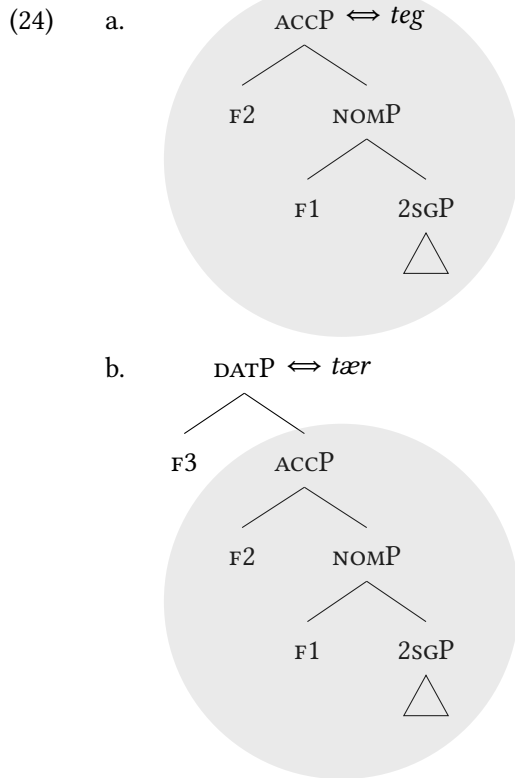 (24) a. ACCP ⇔ teg
F2 NOMP
F1 2SGP
b. DATP ⇔ tær
F3 ACCP
F2 NOMP
F1 2SGP